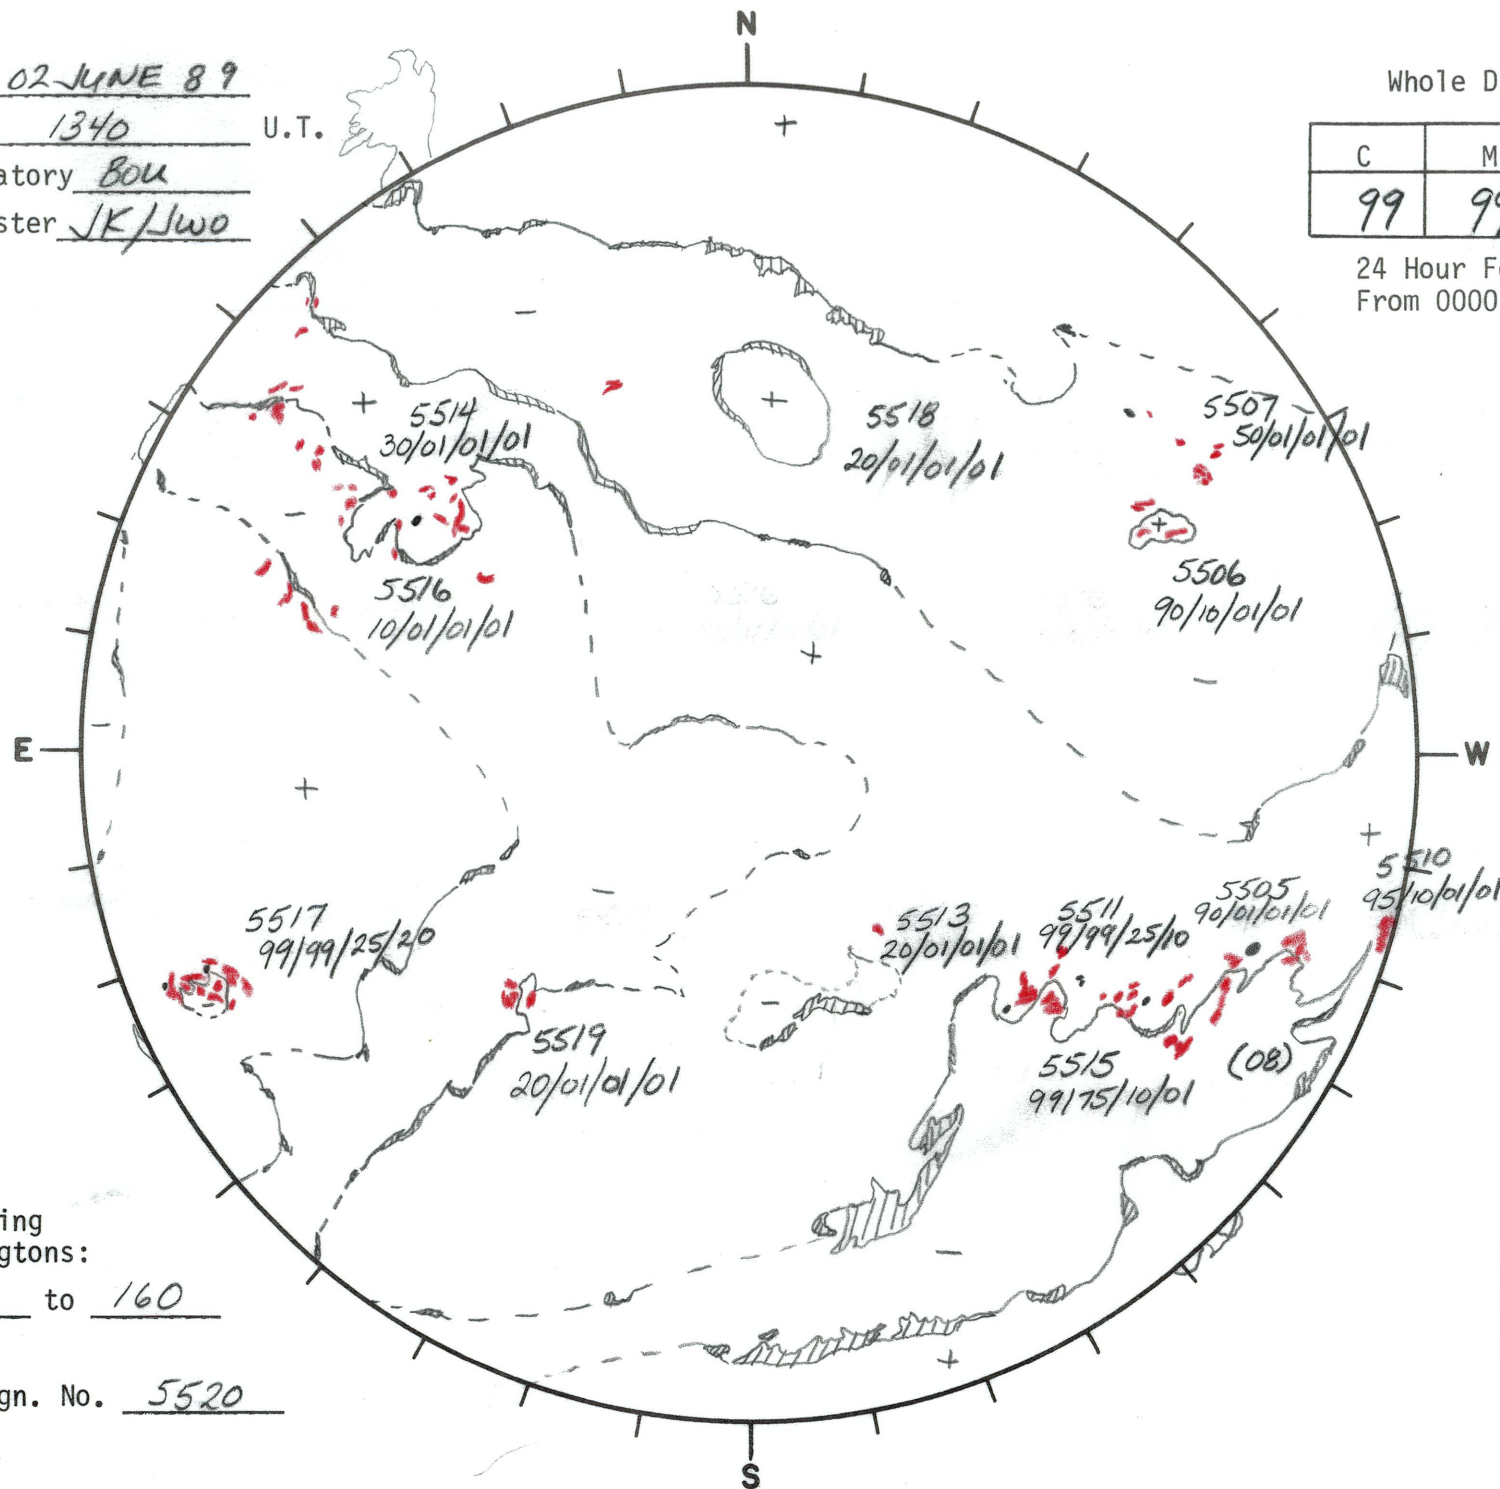 N
02 JUNE 89
1340 U.T.
atory BOU
ster JK/JWO
Whole D
C M
99 99
24 Hour F
From 0000
5514
30/01/01/01
5518
20/01/01/01
5507
50/01/01/01
5516
10/01/01/01
5506
90/10/01/01
E
W
5517
99/99/25/20
5513
20/01/01/01
5511
99/99/25/10
5505
90/01/01/01
5510
95/10/01/01
5519
20/01/01/01
5515
99/75/10/01
(08)
ing
gtons:
to 160
gn. No. 5520
S